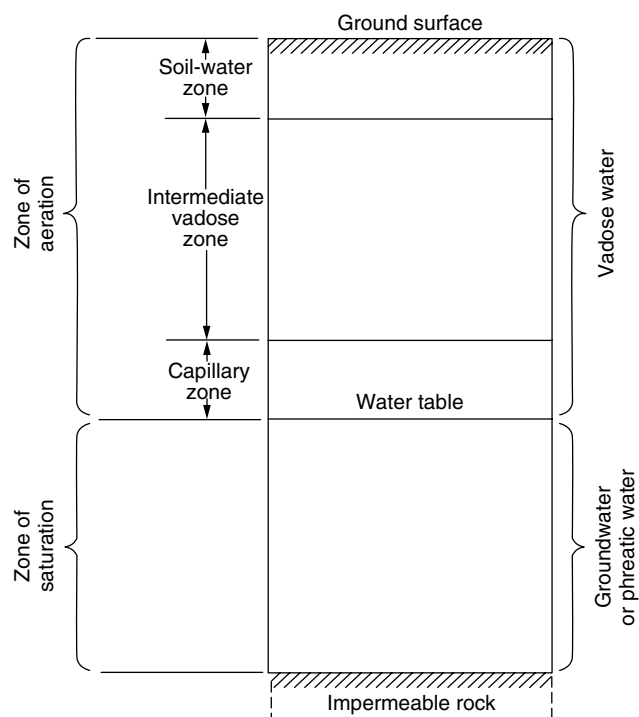 Ground surface
Soil-water
zone
Zone of
aeration
Intermediate
vadose
zone
Vadose water
Capillary
zone
Water table
Zone of
saturation
Groundwater
or phreatic water
Impermeable rock